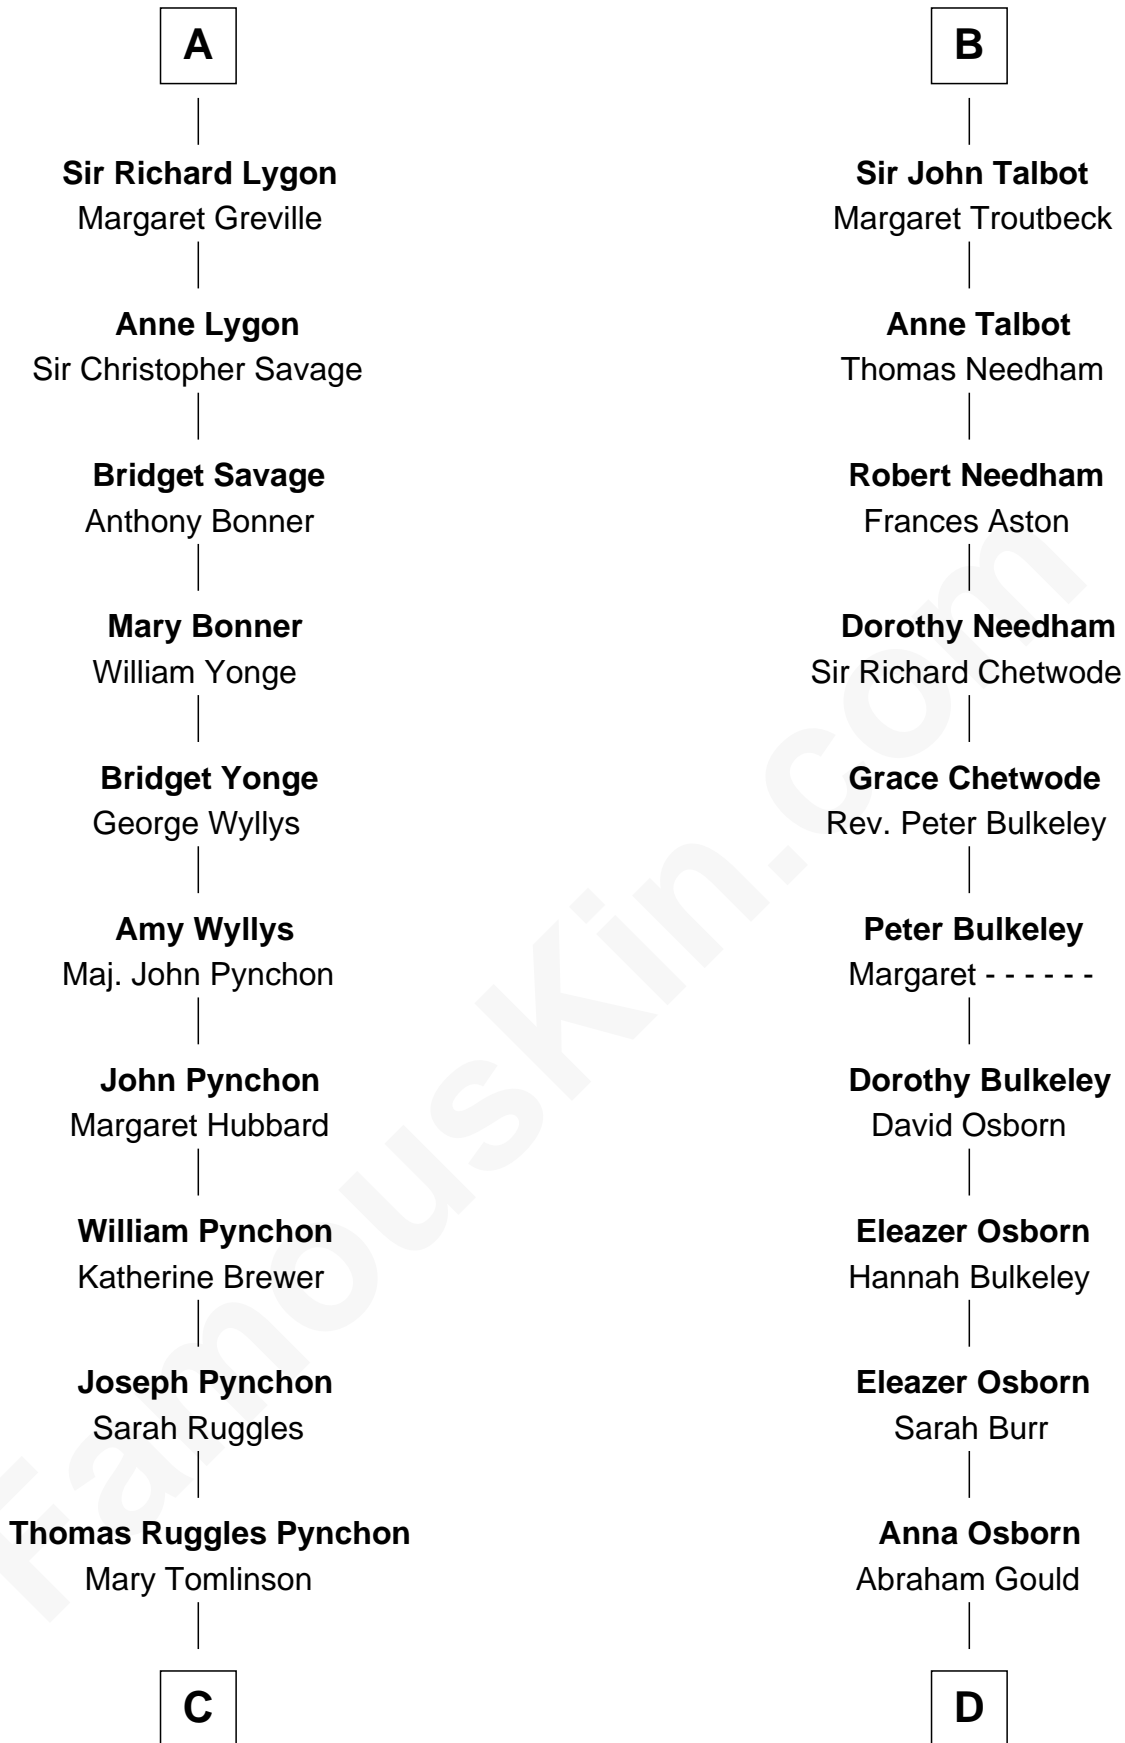 A
Sir Richard Lygon
Margaret Greville
Anne Lygon
Sir Christopher Savage
Bridget Savage
Anthony Bonner
Mary Bonner
William Yonge
Bridget Yonge
George Wyllys
Amy Wyllys
Maj. John Pynchon
John Pynchon
Margaret Hubbard
William Pynchon
Katherine Brewer
Joseph Pynchon
Sarah Ruggles
Thomas Ruggles Pynchon
Mary Tomlinson
C
B
Sir John Talbot
Margaret Troutbeck
Anne Talbot
Thomas Needham
Robert Needham
Frances Aston
Dorothy Needham
Sir Richard Chetwode
Grace Chetwode
Rev. Peter Bulkeley
Peter Bulkeley
Margaret - - - - - -
Dorothy Bulkeley
David Osborn
Eleazer Osborn
Hannah Bulkeley
Eleazer Osborn
Sarah Burr
Anna Osborn
Abraham Gould
D
FamousKin.com